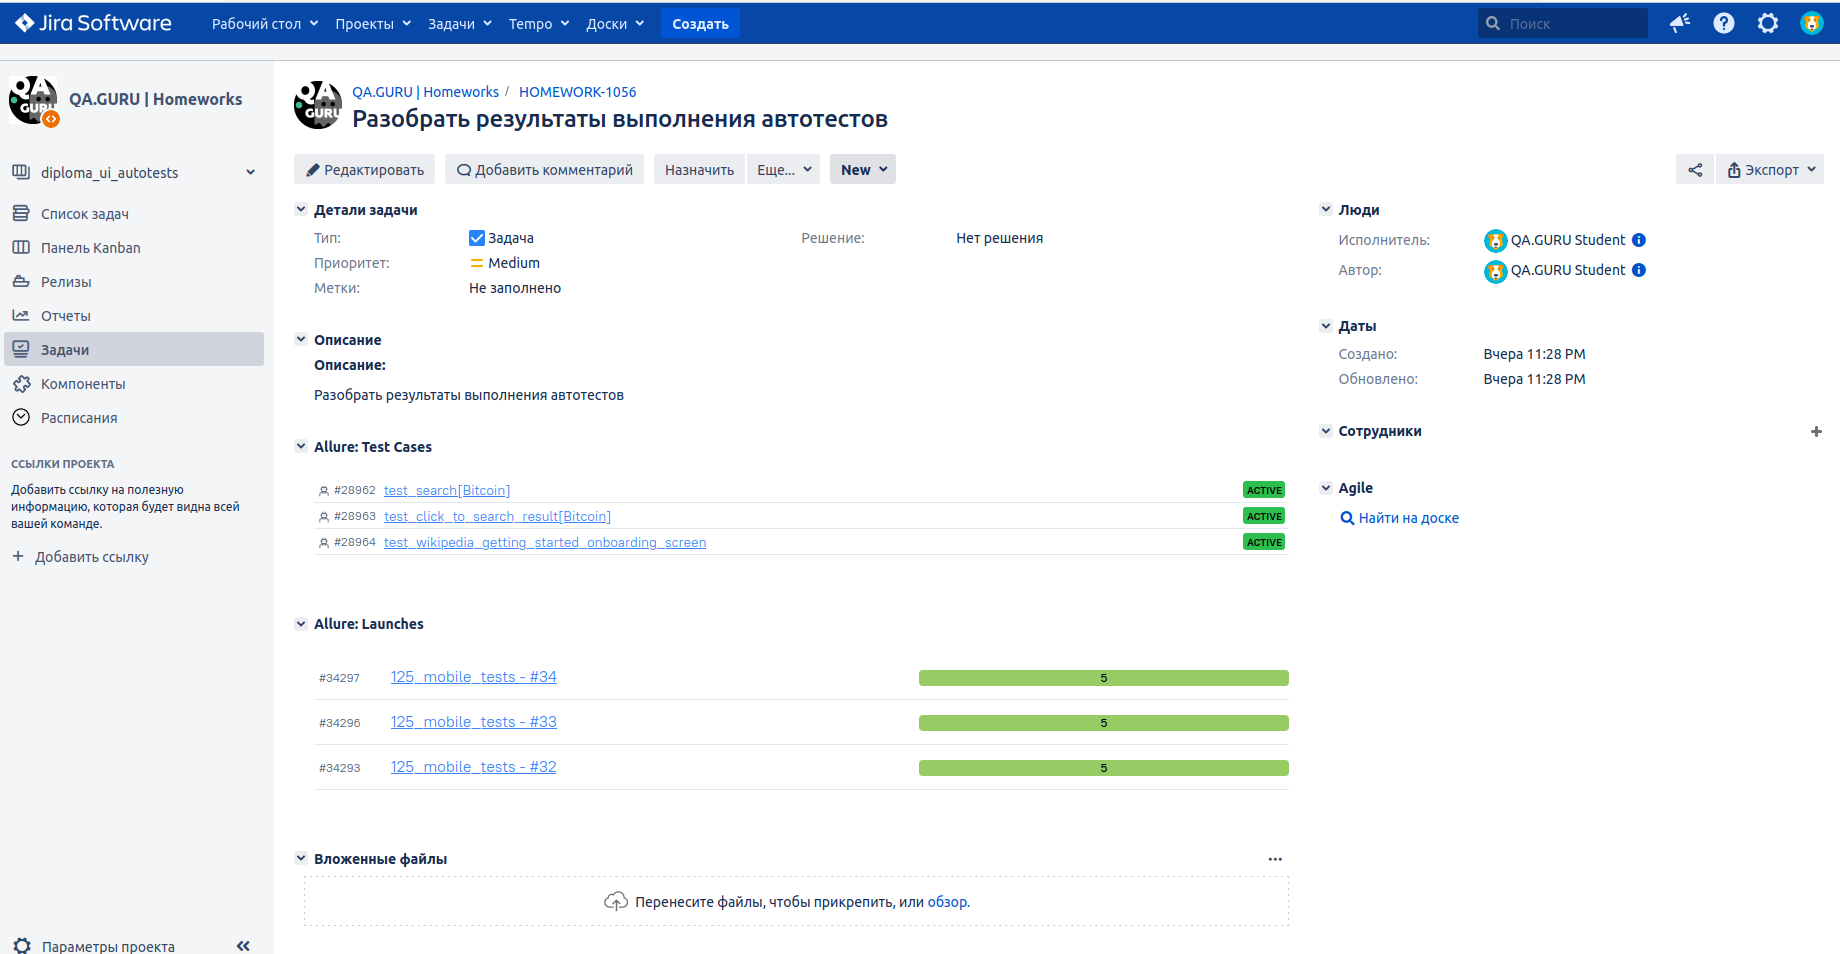 Jira Software Рабочий стол Проекты Задачи Tempo Доски Создать Поиск
QA.GURU | Homeworks
diploma_ui_autotests
Список задач
Панель Kanban
Релизы
Отчеты
Задачи
Компоненты
Расписания
ССЫЛКИ ПРОЕКТА
Добавить ссылку на полезную
информацию, которая будет видна всей
вашей команде.
+ Добавить ссылку
Параметры проекта
QA
GURU
QA
GURU
QA.GURU | Homeworks / HOMEWORK-1056
Разобрать результаты выполнения автотестов
Редактировать Добавить комментарий Назначить Еще... New Экспорт
Детали задачи
Тип: Задача Решение: Нет решения
Приоритет: Medium
Метки: Не заполнено
Описание
Описание:
Разобрать результаты выполнения автотестов
Allure: Test Cases
#28962 test_search[Bitcoin] ACTIVE
#28963 test_click_to_search_result[Bitcoin] ACTIVE
#28964 test_wikipedia_getting_started_onboarding_screen ACTIVE
Allure: Launches
#34297 125_mobile_tests - #34 5
#34296 125_mobile_tests - #33 5
#34293 125_mobile_tests - #32 5
Вложенные файлы
Перенесите файлы, чтобы прикрепить, или обзор.
Люди
Исполнитель: QA.GURU Student
Автор: QA.GURU Student
Даты
Создано: Вчера 11:28 PM
Обновлено: Вчера 11:28 PM
Сотрудники
Agile
Найти на доске